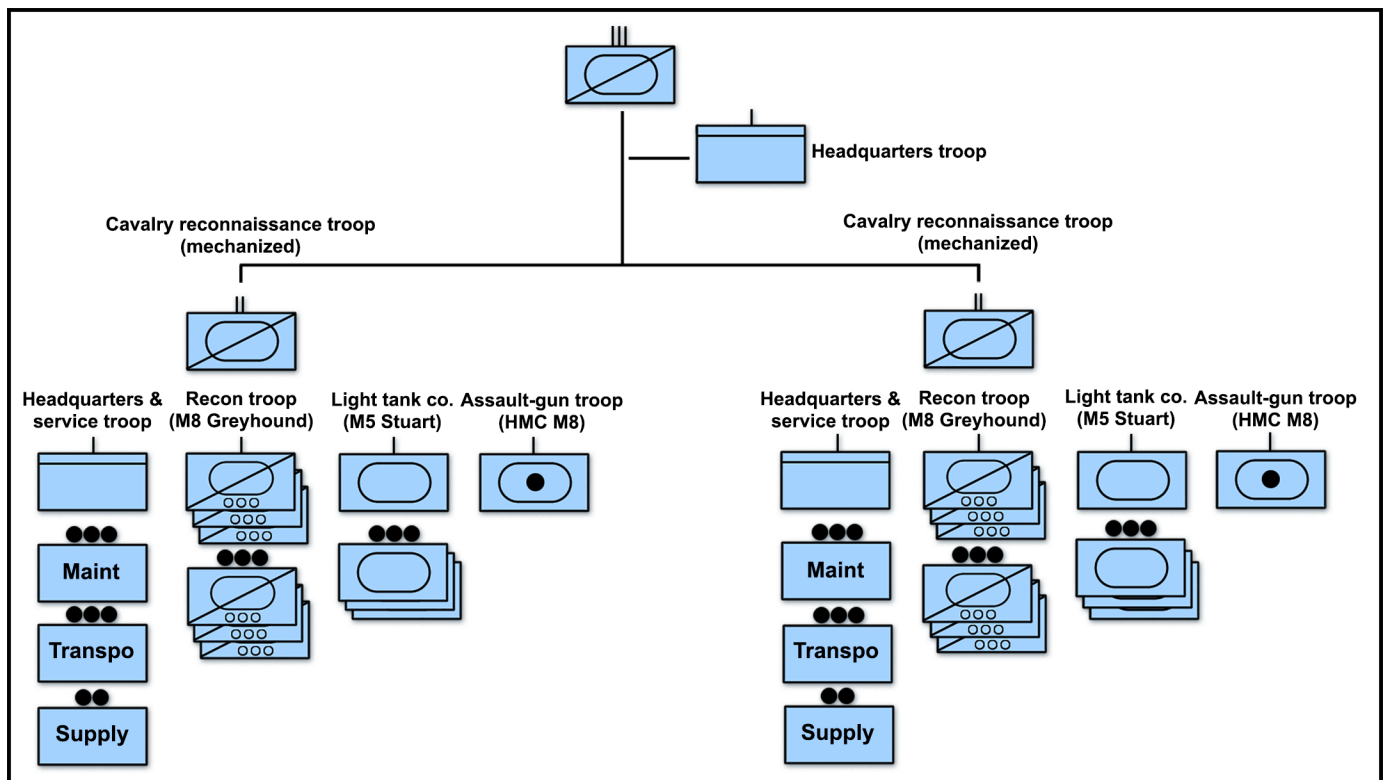 Headquarters troop
Cavalry reconnaissance troop
(mechanized)
Cavalry reconnaissance troop
(mechanized)
Headquarters &
service troop
Recon troop
(M8 Greyhound)
Light tank co.
(M5 Stuart)
Assault-gun troop
(HMC M8)
Maint
Transpo
Supply
Headquarters &
service troop
Recon troop
(M8 Greyhound)
Light tank co.
(M5 Stuart)
Assault-gun troop
(HMC M8)
Maint
Transpo
Supply